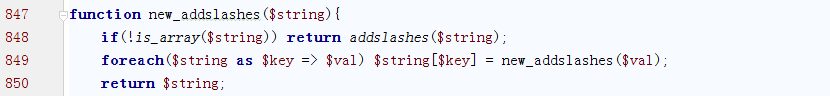 847 function new_addslashes($string){
848 if(!is_array($string)) return addslashes($string);
849 foreach($string as $key => $val) $string[$key] = new_addslashes($val);
850 return $string;